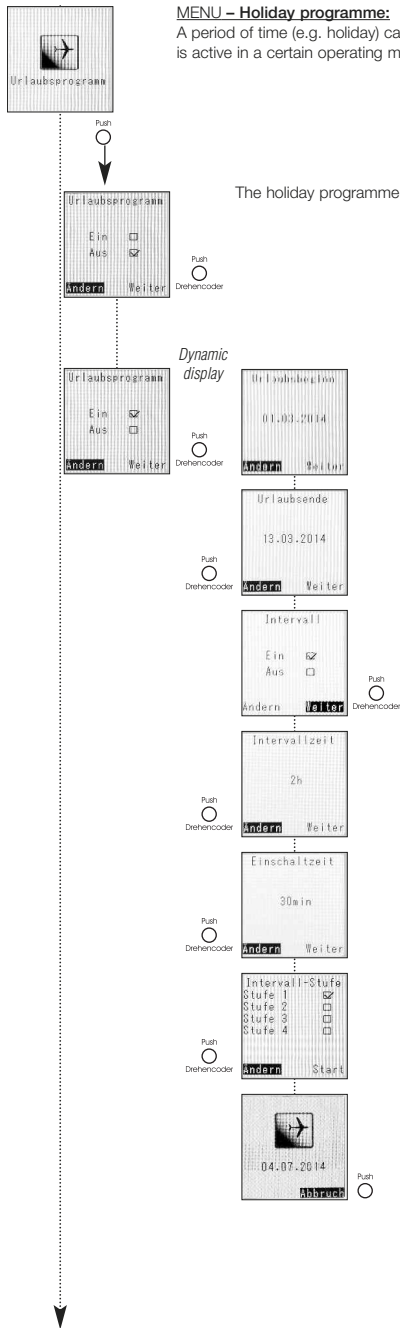 MENU – Holiday programme:
A period of time (e.g. holiday) ca
is active in a certain operating m
Urlaubsprogramm
Push
The holiday programme
Urlaubsprogramm
Ein
Aus
Ändern Weiter
Push
Drehencoder
Dynamic
display
Urlaubsprogramm
Ein
Aus
Ändern Weiter
Push
Drehencoder
Urlaubsbeginn
01.03.2014
Ändern Weiter
Urlaubsende
13.03.2014
Ändern Weiter
Push
Drehencoder
Intervall
Ein
Aus
Ändern Weiter
Push
Drehencoder
Intervallzeit
2h
Ändern Weiter
Push
Drehencoder
Einschaltzeit
30min
Ändern Weiter
Push
Drehencoder
Intervall-Stufe
Stufe 1
Stufe 2
Stufe 3
Stufe 4
Ändern Start
Push
Drehencoder
04.07.2014
Abbruch
Push